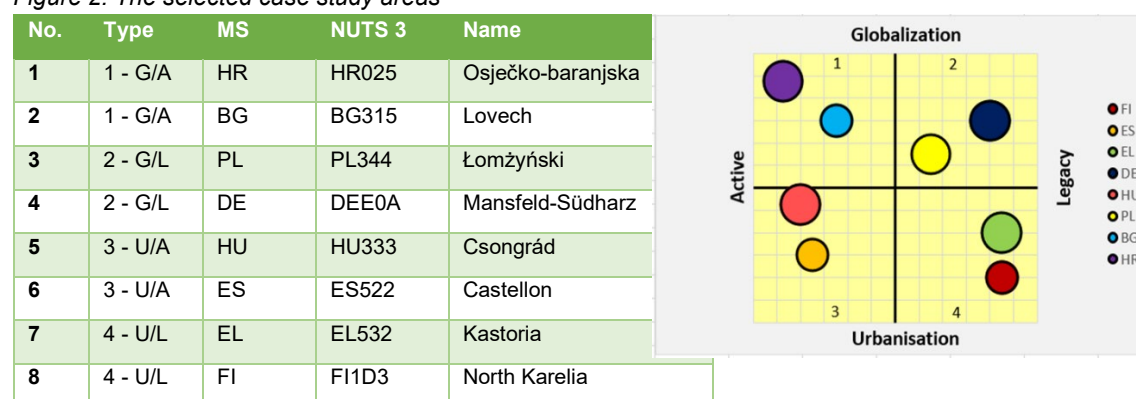 Figure 2. The selected case study areas
No. Type MS NUTS 3 Name
1 1 - G/A HR HR025 Osječko-baranjska
2 1 - G/A BG BG315 Lovech
3 2 - G/L PL PL344 Łomżyński
4 2 - G/L DE DEE0A Mansfeld-Südharz
5 3 - U/A HU HU333 Csongrád
6 3 - U/A ES ES522 Castellon
7 4 - U/L EL EL532 Kastoria
8 4 - U/L FI FI1D3 North Karelia
Globalization
1 2
Active
Legacy
3 4
Urbanisation
FI
ES
EL
DE
HU
PL
BG
HR